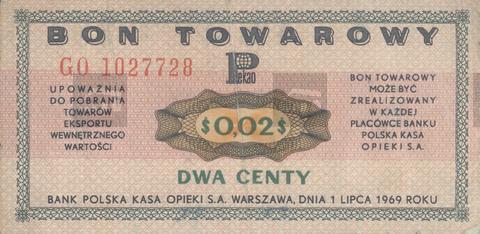 BON TOWAROWY
GO 1027728
Pekao
UPOWAŻNIA
DO POBRANIA
TOWARÓW
EKSPORTU
WEWNĘTRZNEGO
WARTOŚCI
$0,02$
BON TOWAROWY
MOŻE BYĆ
ZREALIZOWANY
W KAŻDEJ
PLACÓWCE BANKU
POLSKA KASA
OPIEKI S.A.
DWA CENTY
BANK POLSKA KASA OPIEKI S.A. WARSZAWA, DNIA 1 LIPCA 1969 ROKU